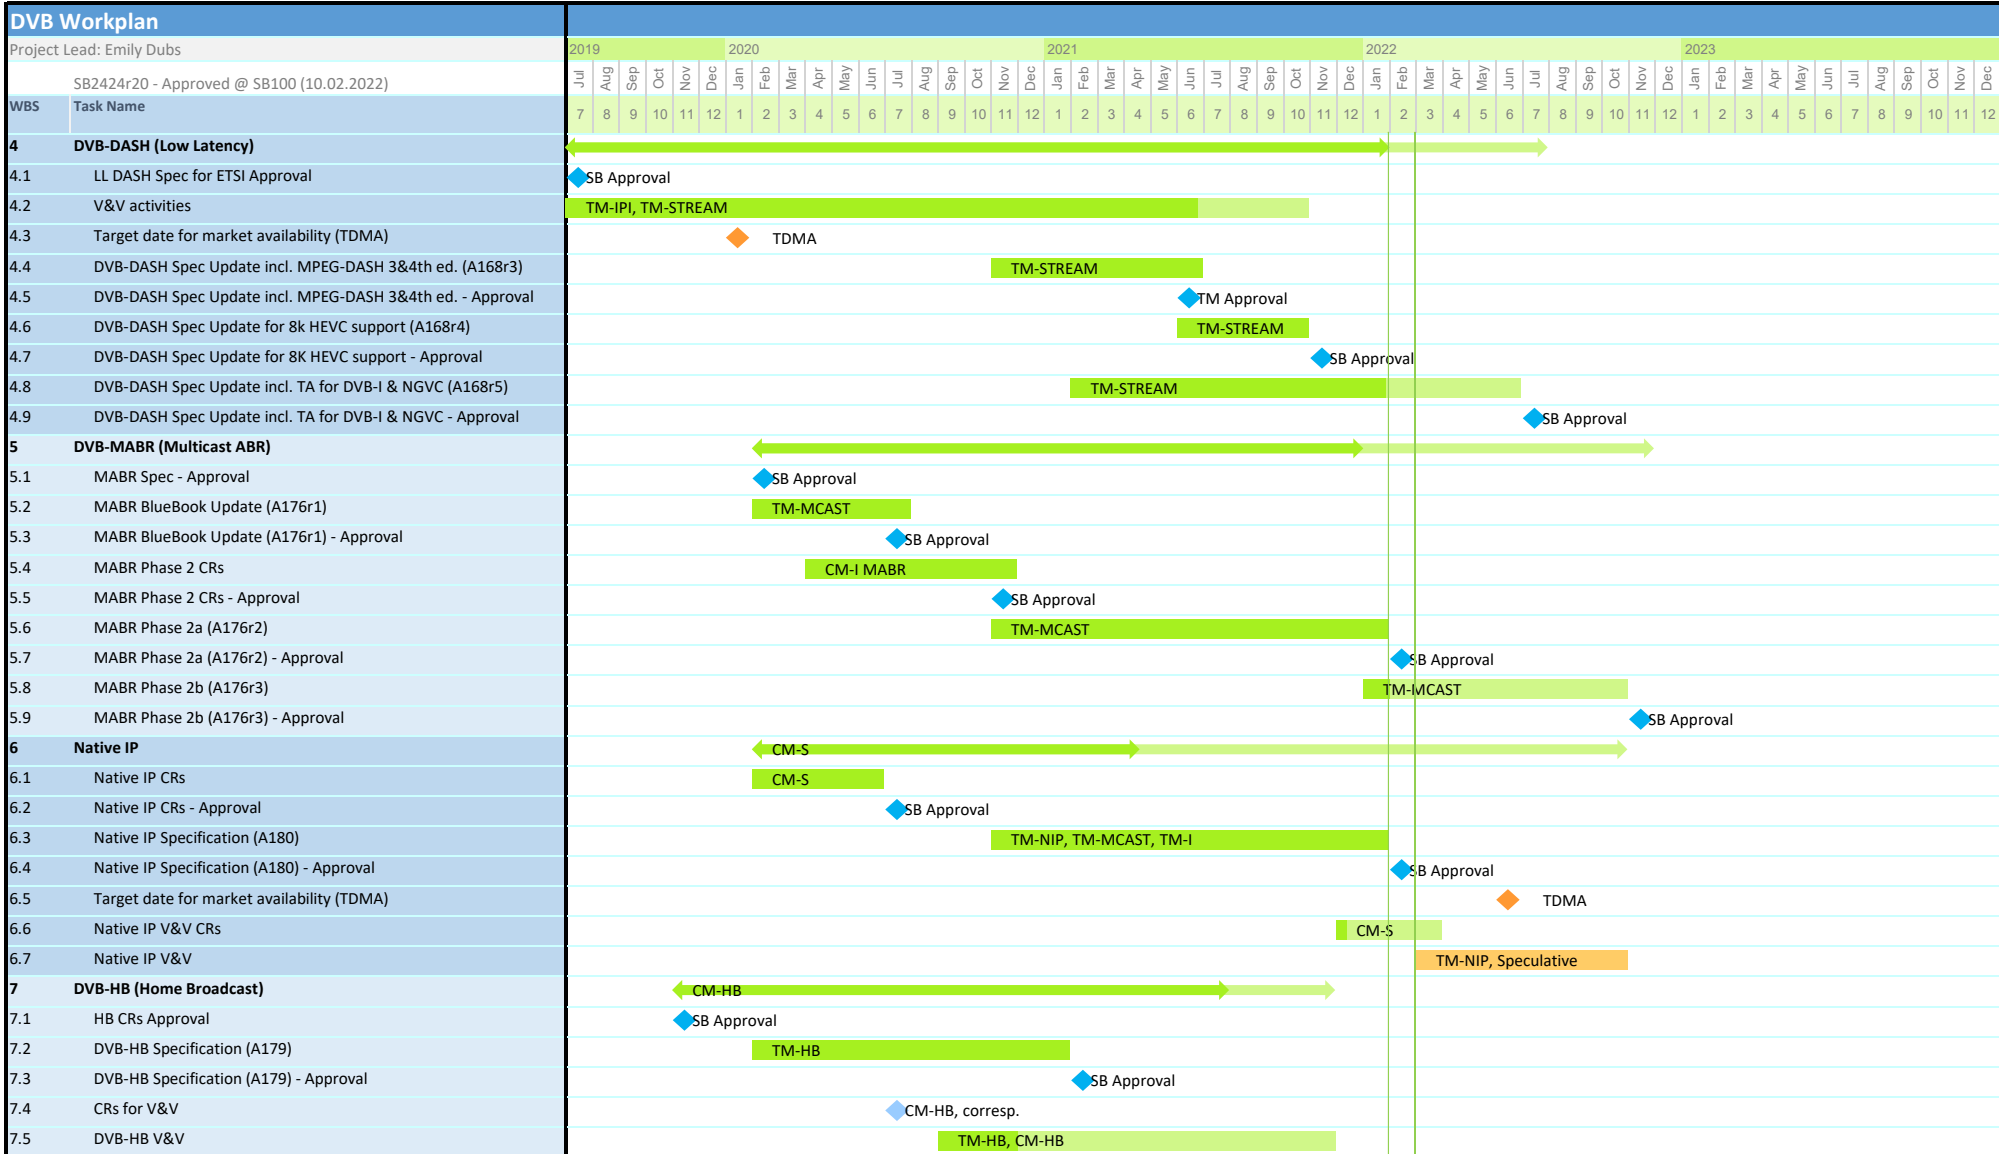 DVB Workplan
Project Lead: Emily Dubs
2019 2020 2021 2022 2023
SB2424r20 - Approved @ SB100 (10.02.2022)
Jul Aug Sep Oct Nov Dec Jan Feb Mar Apr May Jun Jul Aug Sep Oct Nov Dec Jan Feb Mar Apr May Jun Jul Aug Sep Oct Nov Dec Jan Feb Mar Apr May Jun Jul Aug Sep Oct Nov Dec Jan Feb Mar Apr May Jun Jul Aug Sep Oct Nov Dec
WBS Task Name
7 8 9 10 11 12 1 2 3 4 5 6 7 8 9 10 11 12 1 2 3 4 5 6 7 8 9 10 11 12 1 2 3 4 5 6 7 8 9 10 11 12 1 2 3 4 5 6 7 8 9 10 11 12
4 DVB-DASH (Low Latency)
4.1 LL DASH Spec for ETSI Approval SB Approval
4.2 V&V activities TM-IPI, TM-STREAM
4.3 Target date for market availability (TDMA) TDMA
4.4 DVB-DASH Spec Update incl. MPEG-DASH 3&4th ed. (A168r3) TM-STREAM
4.5 DVB-DASH Spec Update incl. MPEG-DASH 3&4th ed. - Approval TM Approval
4.6 DVB-DASH Spec Update for 8k HEVC support (A168r4) TM-STREAM
4.7 DVB-DASH Spec Update for 8K HEVC support - Approval SB Approval
4.8 DVB-DASH Spec Update incl. TA for DVB-I & NGVC (A168r5) TM-STREAM
4.9 DVB-DASH Spec Update incl. TA for DVB-I & NGVC - Approval SB Approval
5 DVB-MABR (Multicast ABR)
5.1 MABR Spec - Approval SB Approval
5.2 MABR BlueBook Update (A176r1) TM-MCAST
5.3 MABR BlueBook Update (A176r1) - Approval SB Approval
5.4 MABR Phase 2 CRs CM-I MABR
5.5 MABR Phase 2 CRs - Approval SB Approval
5.6 MABR Phase 2a (A176r2) TM-MCAST
5.7 MABR Phase 2a (A176r2) - Approval SB Approval
5.8 MABR Phase 2b (A176r3) TM-MCAST
5.9 MABR Phase 2b (A176r3) - Approval SB Approval
6 Native IP CM-S
6.1 Native IP CRs CM-S
6.2 Native IP CRs - Approval SB Approval
6.3 Native IP Specification (A180) TM-NIP, TM-MCAST, TM-I
6.4 Native IP Specification (A180) - Approval SB Approval
6.5 Target date for market availability (TDMA) TDMA
6.6 Native IP V&V CRs CM-S
6.7 Native IP V&V TM-NIP, Speculative
7 DVB-HB (Home Broadcast) CM-HB
7.1 HB CRs Approval SB Approval
7.2 DVB-HB Specification (A179) TM-HB
7.3 DVB-HB Specification (A179) - Approval SB Approval
7.4 CRs for V&V CM-HB, corresp.
7.5 DVB-HB V&V TM-HB, CM-HB